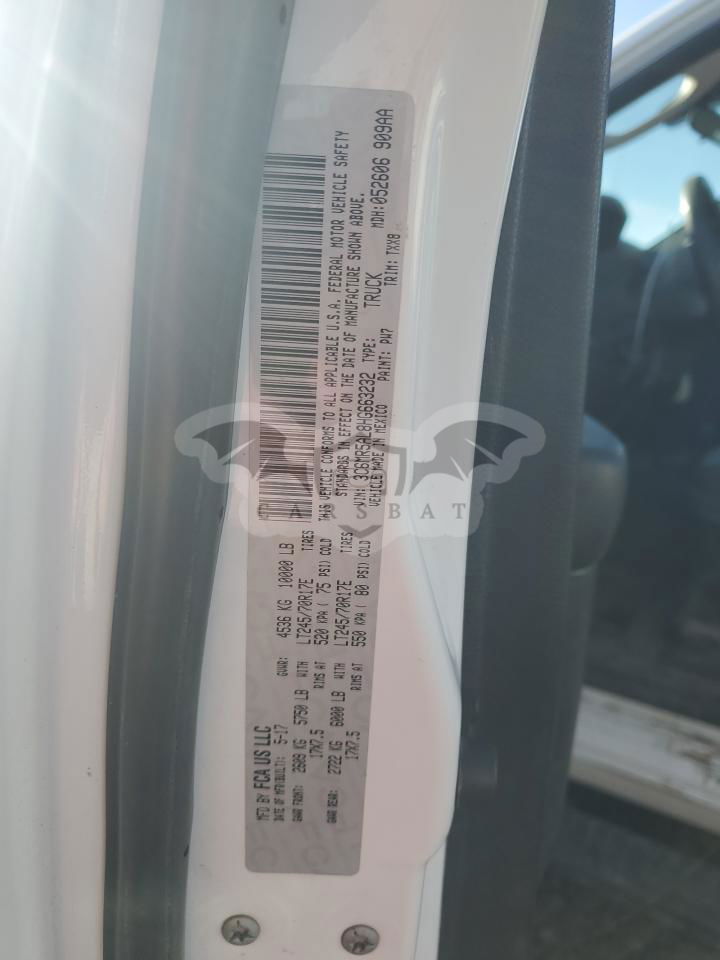 MFD BY FCA US LLC
DATE OF MFD(BUILT): 5-17 GVWR: 4536 KG 10000 LB
GAWR FRONT: 2609 KG 5750 LB WITH LT245/70R17E TIRES
17X7.5 RIMS AT 520 KPA ( 75 PSI) COLD
GAWR REAR: 2722 KG 6000 LB WITH LT245/70R17E TIRES
17X7.5 RIMS AT 550 KPA ( 80 PSI) COLD
THIS VEHICLE CONFORMS TO ALL APPLICABLE U.S.A. FEDERAL MOTOR VEHICLE SAFETY
STANDARDS IN EFFECT ON THE DATE OF MANUFACTURE SHOWN ABOVE.
VIN: 3C6MR5AL8HG663232 TYPE: TRUCK
VEHICLE MADE IN MEXICO PAINT: PW7 TRIM: TXX8
MDH:052606 909AA
CARSBAT